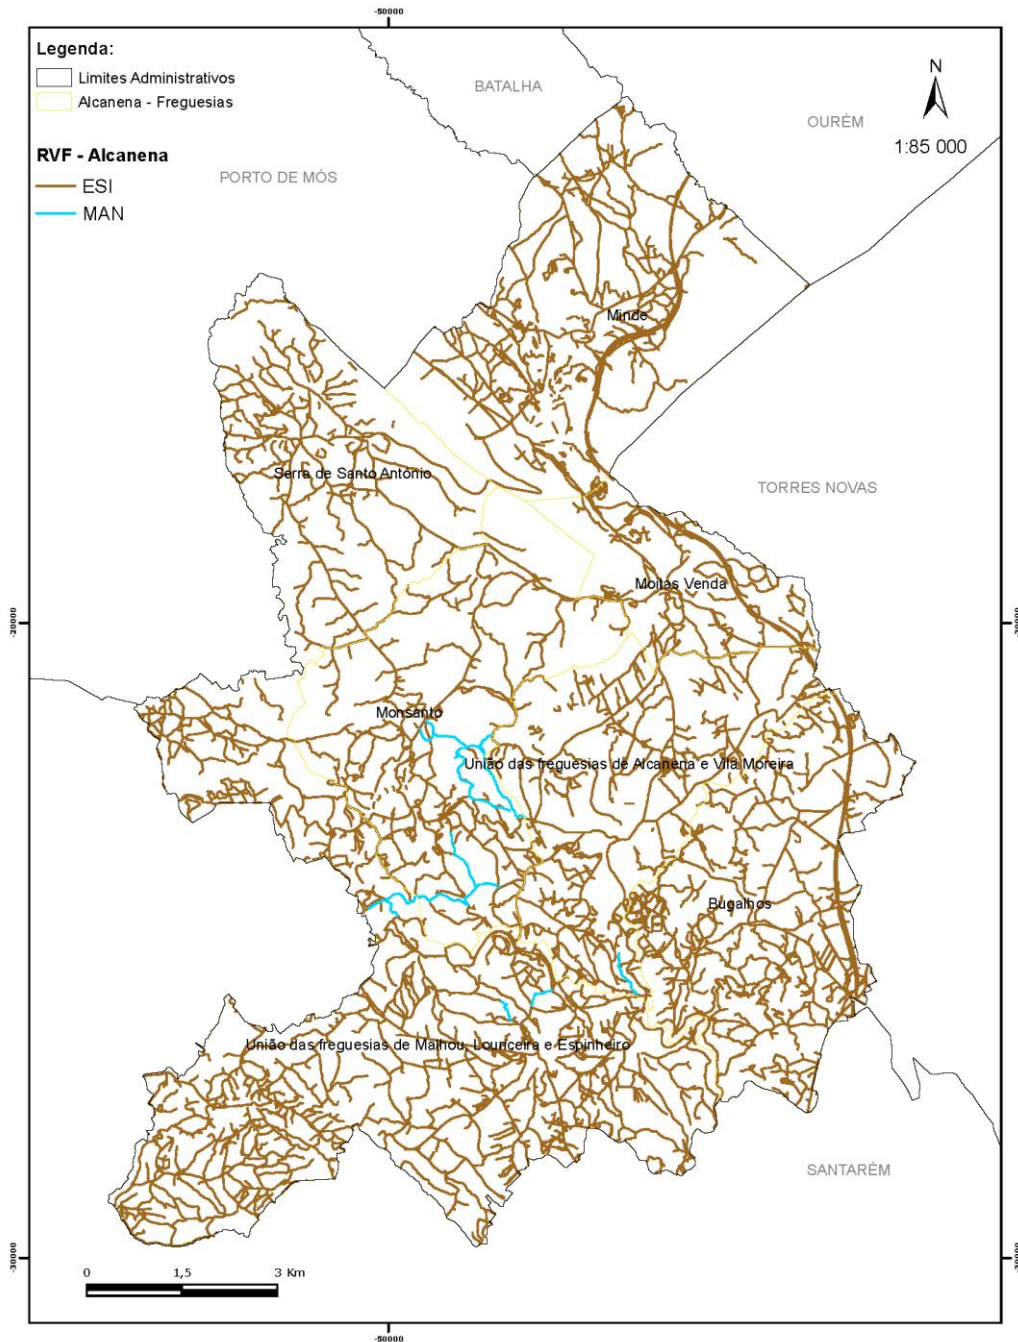 -50000
Legenda:
Limites Administrativos
Alcanena - Freguesias
RVF - Alcanena
ESI
MAN
BATALHA
N
OURÉM
1:85 000
PORTO DE MÓS
Minde
Serra de Santo António
TORRES NOVAS
Moitas Venda
-20000
-20000
Monsanto
União das freguesias de Alcanena e Vila Moreira
Bugalhos
União das freguesias de Malhou, Louriceira e Espinheiro
SANTARÉM
-30000
-30000
0 1,5 3 Km
-50000